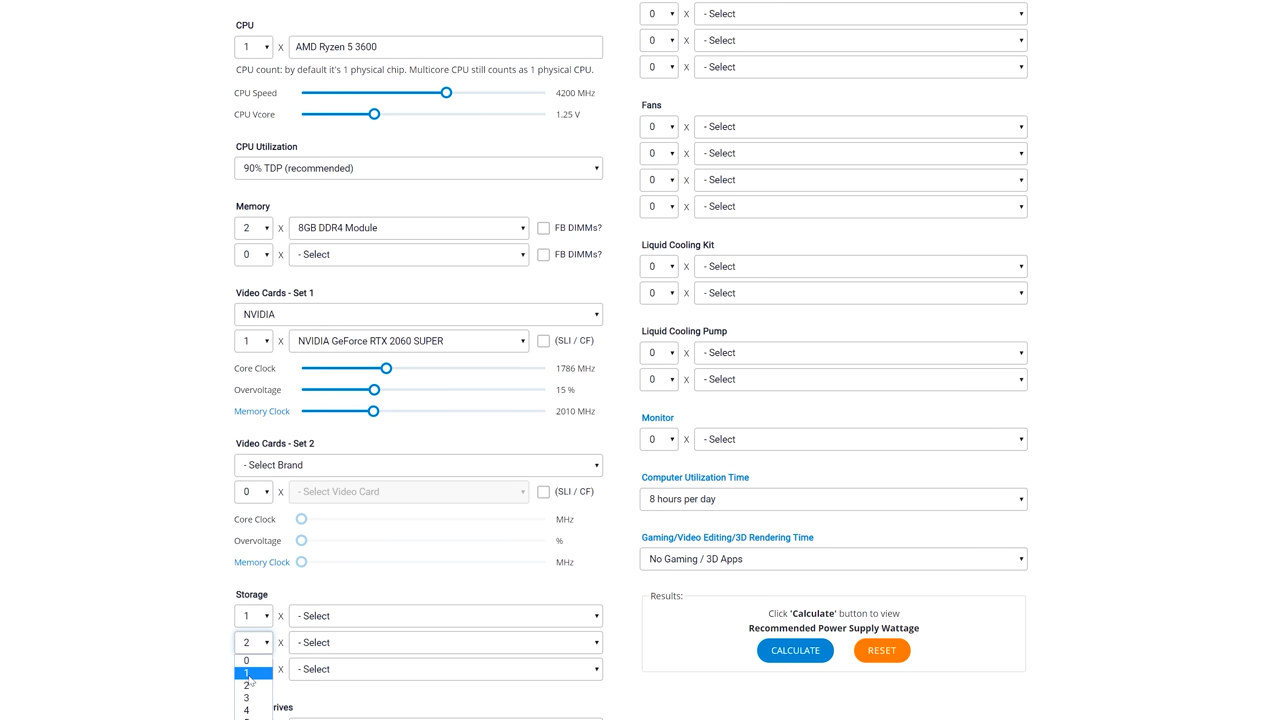 CPU
1 X AMD Ryzen 5 3600
CPU count: by default it's 1 physical chip. Multicore CPU still counts as 1 physical CPU.
CPU Speed 4200 MHz
CPU Vcore 1.25 V
CPU Utilization
90% TDP (recommended)
Memory
2 X 8GB DDR4 Module FB DIMMs?
0 X - Select FB DIMMs?
Video Cards - Set 1
NVIDIA
1 X NVIDIA GeForce RTX 2060 SUPER (SLI / CF)
Core Clock 1786 MHz
Overvoltage 15 %
Memory Clock 2010 MHz
Video Cards - Set 2
- Select Brand
0 X - Select Video Card (SLI / CF)
Core Clock MHz
Overvoltage %
Memory Clock MHz
Storage
1 X - Select
2 X - Select
0
1 X - Select
2
3
4
rives
0 X - Select
0 X - Select
0 X - Select
Fans
0 X - Select
0 X - Select
0 X - Select
0 X - Select
Liquid Cooling Kit
0 X - Select
0 X - Select
Liquid Cooling Pump
0 X - Select
0 X - Select
Monitor
0 X - Select
Computer Utilization Time
8 hours per day
Gaming/Video Editing/3D Rendering Time
No Gaming / 3D Apps
Results:
Click 'Calculate' button to view
Recommended Power Supply Wattage
CALCULATE RESET